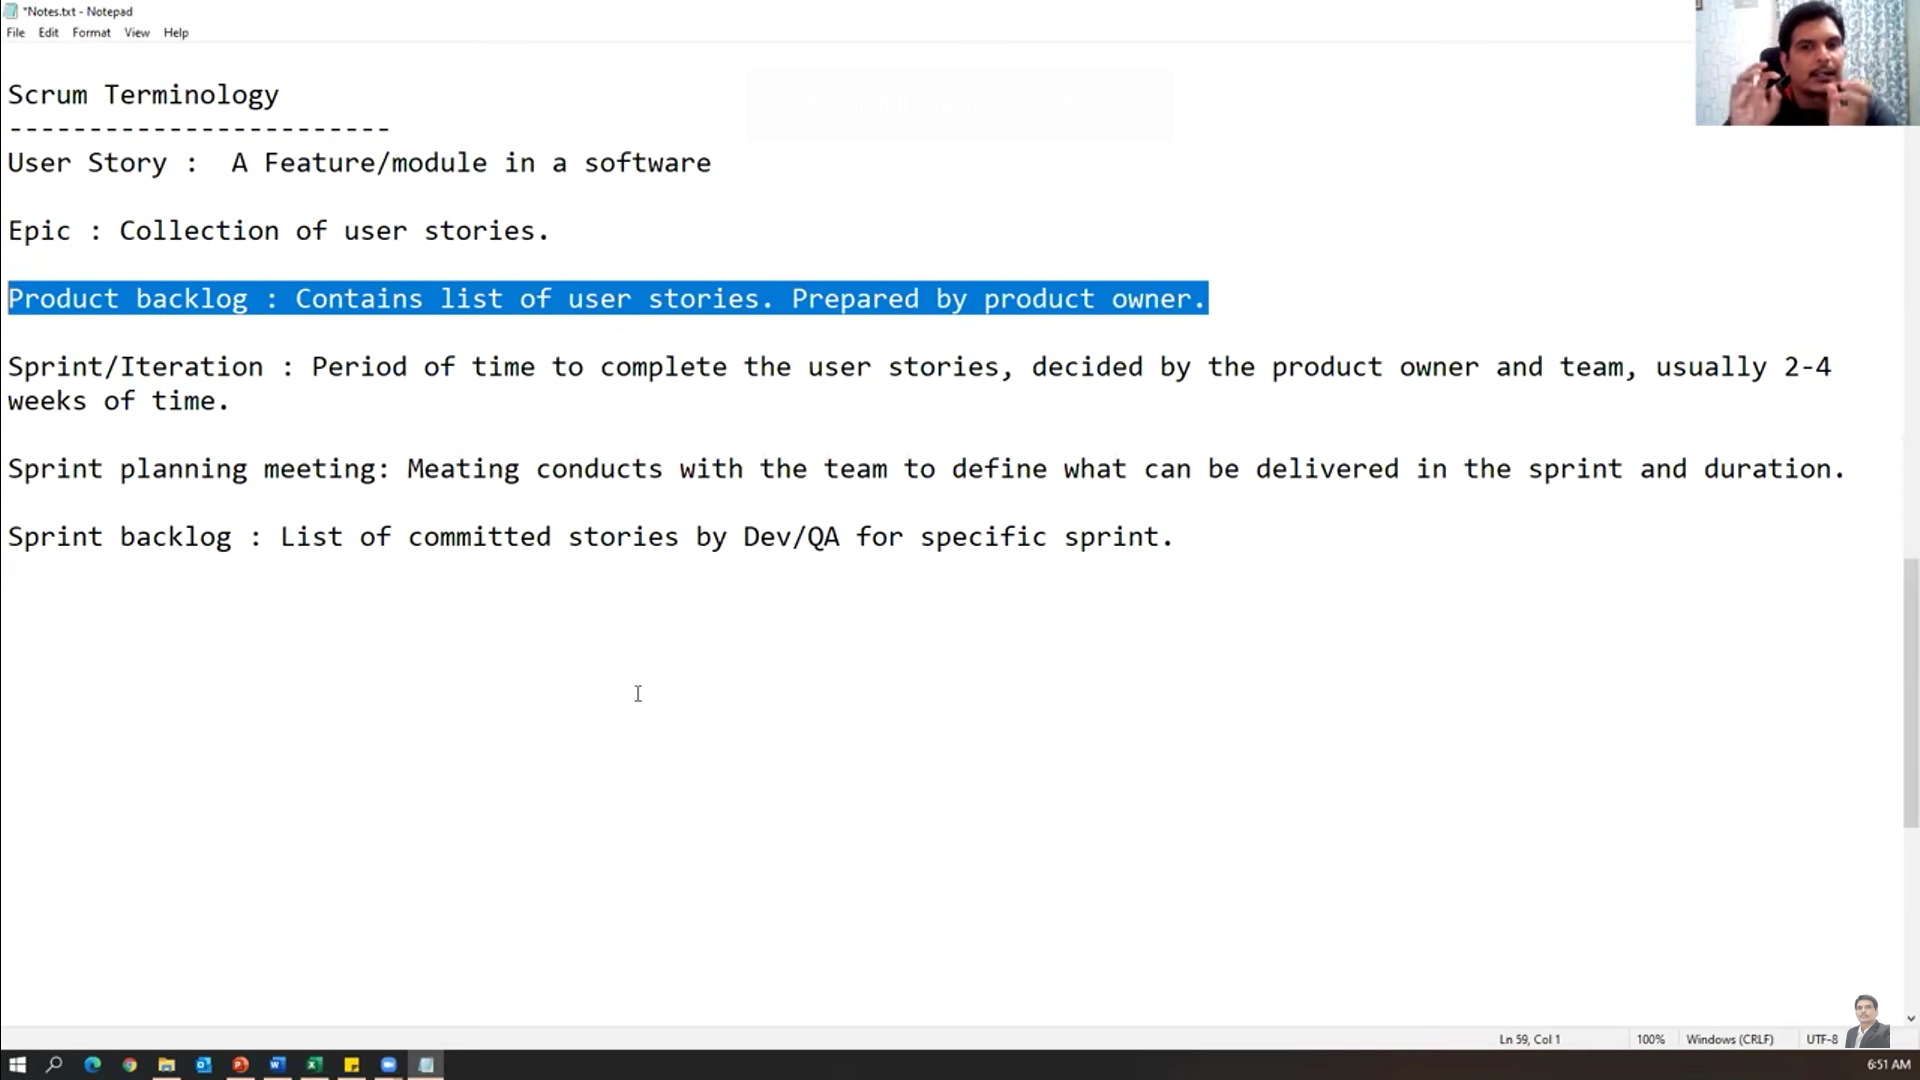 *Notes.txt - Notepad
File Edit Format View Help
Scrum Terminology
------------------------
User Story :  A Feature/module in a software
Epic : Collection of user stories.
Product backlog : Contains list of user stories. Prepared by product owner.
Sprint/Iteration : Period of time to complete the user stories, decided by the product owner and team, usually 2-4
weeks of time.
Sprint planning meeting: Meating conducts with the team to define what can be delivered in the sprint and duration.
Sprint backlog : List of committed stories by Dev/QA for specific sprint.
Ln 59, Col 1 100% Windows (CRLF) UTF-8
6:51 AM